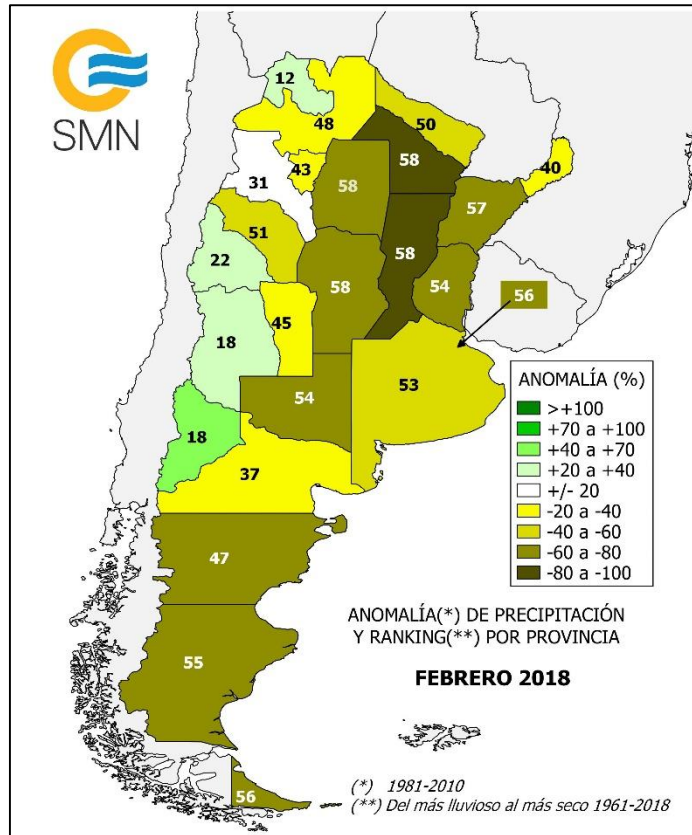 SMN
12
48
50
58
40
43
58
31
57
51
58
22
54
58
56
45
18
54
53
18
37
47
55
56
ANOMALÍA (%)
>+100
+70 a +100
+40 a +70
+20 a +40
+/- 20
-20 a -40
-40 a -60
-60 a -80
-80 a -100
ANOMALÍA(*) DE PRECIPITACIÓN
Y RANKING(**) POR PROVINCIA
FEBRERO 2018
(*) 1981-2010
(**) Del más lluvioso al más seco 1961-2018